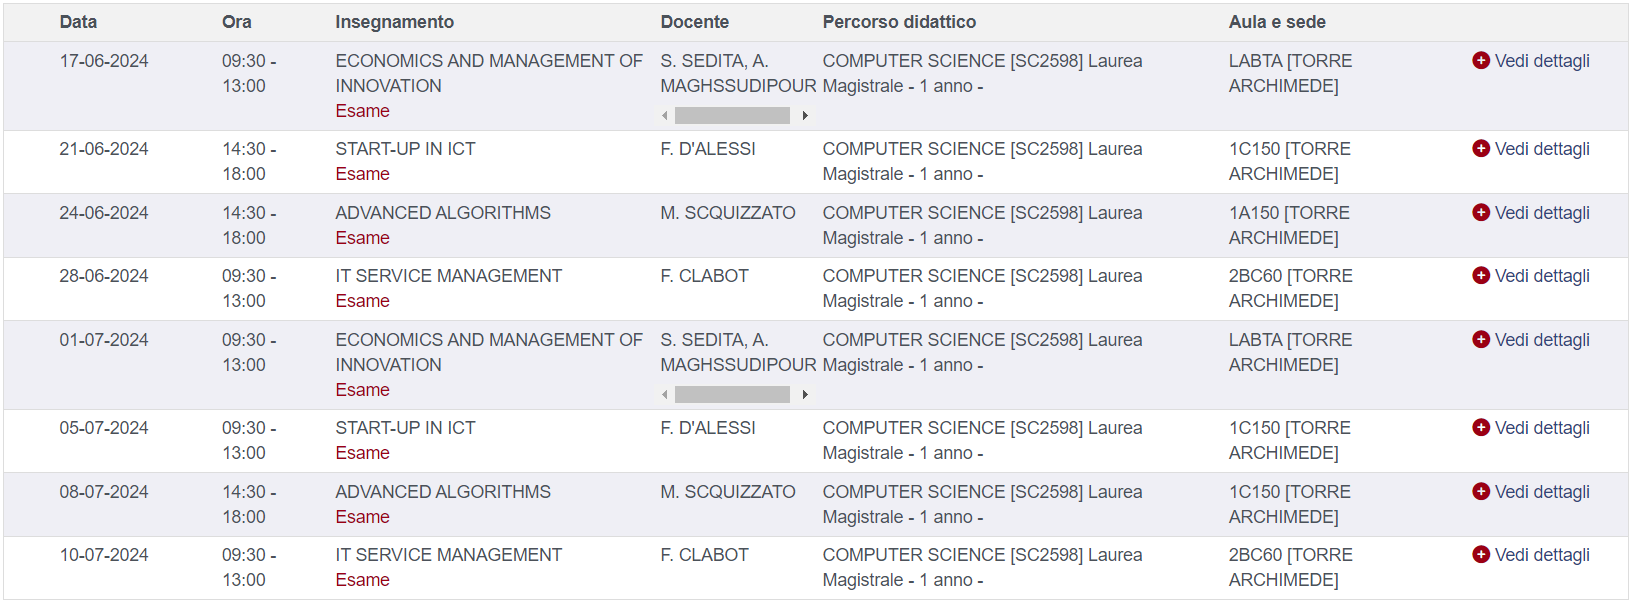 Data Ora Insegnamento Docente Percorso didattico Aula e sede
17-06-2024 09:30 - ECONOMICS AND MANAGEMENT OF S. SEDITA, A. COMPUTER SCIENCE [SC2598] Laurea LABTA [TORRE Vedi dettagli
13:00 INNOVATION MAGHSSUDIPOUR Magistrale - 1 anno - ARCHIMEDE]
Esame
21-06-2024 14:30 - START-UP IN ICT F. D'ALESSI COMPUTER SCIENCE [SC2598] Laurea 1C150 [TORRE Vedi dettagli
18:00 Esame Magistrale - 1 anno - ARCHIMEDE]
24-06-2024 14:30 - ADVANCED ALGORITHMS M. SCQUIZZATO COMPUTER SCIENCE [SC2598] Laurea 1A150 [TORRE Vedi dettagli
18:00 Esame Magistrale - 1 anno - ARCHIMEDE]
28-06-2024 09:30 - IT SERVICE MANAGEMENT F. CLABOT COMPUTER SCIENCE [SC2598] Laurea 2BC60 [TORRE Vedi dettagli
13:00 Esame Magistrale - 1 anno - ARCHIMEDE]
01-07-2024 09:30 - ECONOMICS AND MANAGEMENT OF S. SEDITA, A. COMPUTER SCIENCE [SC2598] Laurea LABTA [TORRE Vedi dettagli
13:00 INNOVATION MAGHSSUDIPOUR Magistrale - 1 anno - ARCHIMEDE]
Esame
05-07-2024 09:30 - START-UP IN ICT F. D'ALESSI COMPUTER SCIENCE [SC2598] Laurea 1C150 [TORRE Vedi dettagli
13:00 Esame Magistrale - 1 anno - ARCHIMEDE]
08-07-2024 14:30 - ADVANCED ALGORITHMS M. SCQUIZZATO COMPUTER SCIENCE [SC2598] Laurea 1C150 [TORRE Vedi dettagli
18:00 Esame Magistrale - 1 anno - ARCHIMEDE]
10-07-2024 09:30 - IT SERVICE MANAGEMENT F. CLABOT COMPUTER SCIENCE [SC2598] Laurea 2BC60 [TORRE Vedi dettagli
13:00 Esame Magistrale - 1 anno - ARCHIMEDE]